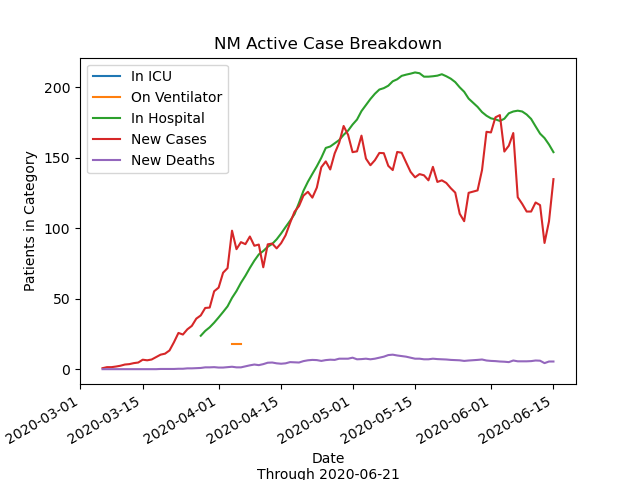 NM Active Case Breakdown
In ICU
On Ventilator
In Hospital
New Cases
New Deaths
Patients in Category
200
150
100
50
0
2020-03-01
2020-03-15
2020-04-01
2020-04-15
2020-05-01
2020-05-15
2020-06-01
2020-06-15
Date
Through 2020-06-21